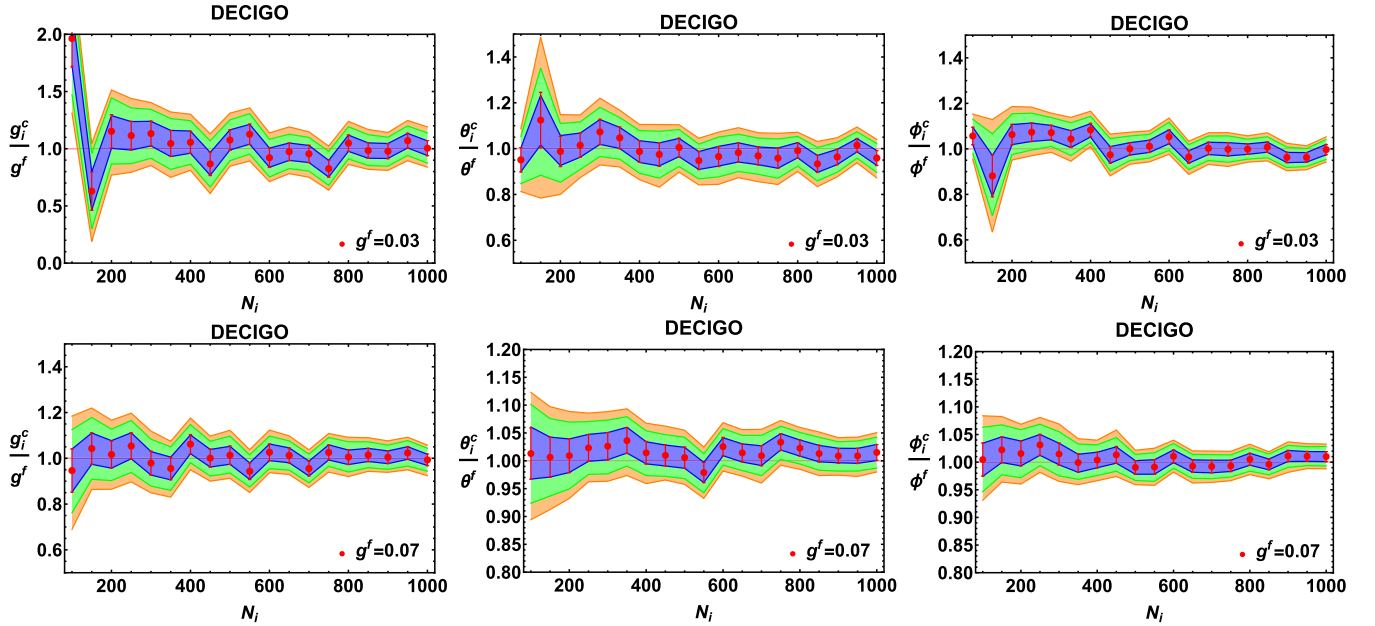 DECIGO
g_i^c / g^f
2.0
1.5
1.0
0.5
0.0
g^f=0.03
200 400 600 800 1000
N_i
DECIGO
θ_i^c / θ^f
1.4
1.2
1.0
0.8
0.6
g^f=0.03
200 400 600 800 1000
N_i
DECIGO
ϕ_i^c / ϕ^f
1.4
1.2
1.0
0.8
0.6
g^f=0.03
200 400 600 800 1000
N_i
DECIGO
g_i^c / g^f
1.4
1.2
1.0
0.8
0.6
g^f=0.07
200 400 600 800 1000
N_i
DECIGO
θ_i^c / θ^f
1.20
1.15
1.10
1.05
1.00
0.95
0.90
0.85
0.80
g^f=0.07
200 400 600 800 1000
N_i
DECIGO
ϕ_i^c / ϕ^f
1.20
1.15
1.10
1.05
1.00
0.95
0.90
0.85
0.80
g^f=0.07
200 400 600 800 1000
N_i